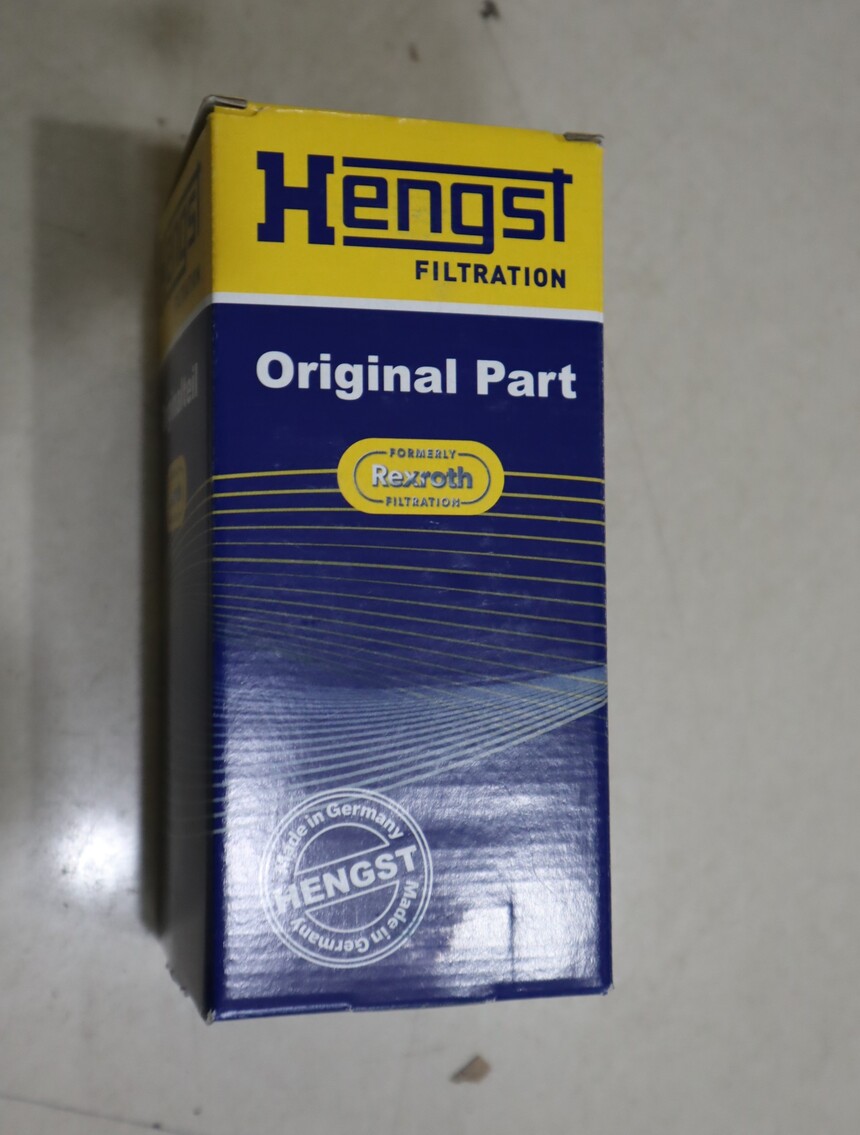 Hengst
FILTRATION
Original Part
FORMERLY
Rexroth
FILTRATION
Made in Germany
HENGST
Made in Germany